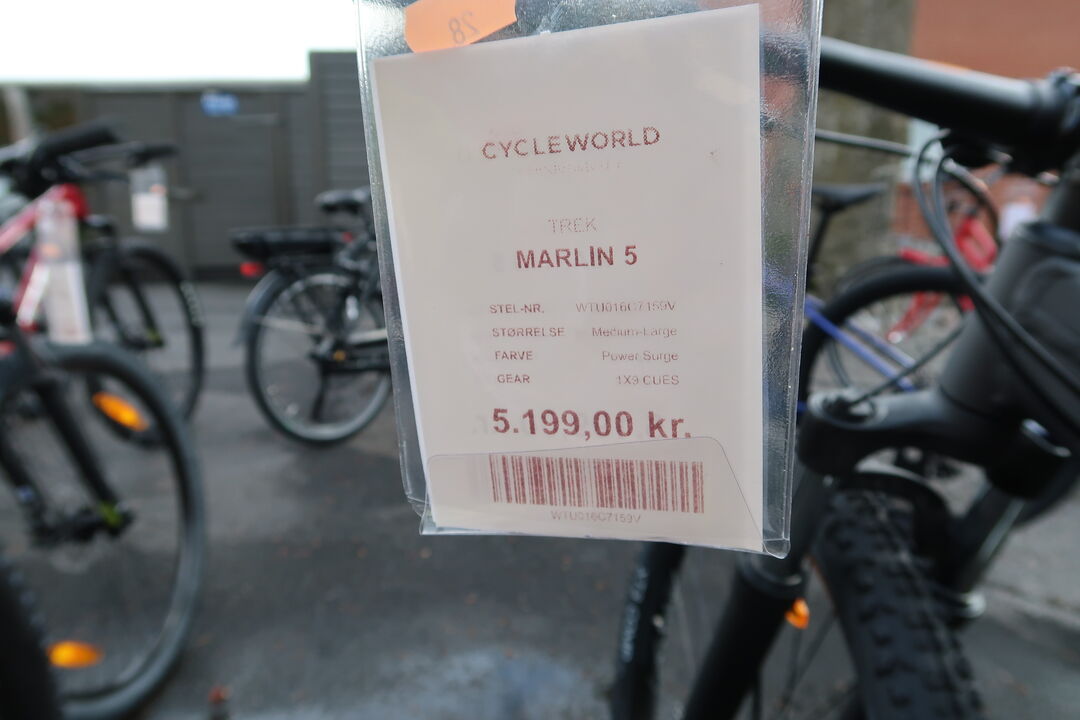 28
CYCLEWORLD
TREK
MARLIN 5
STEL-NR. WTU016C7159V
STØRRELSE Medium-Large
FARVE Power Surge
GEAR 1X9 CUES
5.199,00 kr.
WTU016C7159V